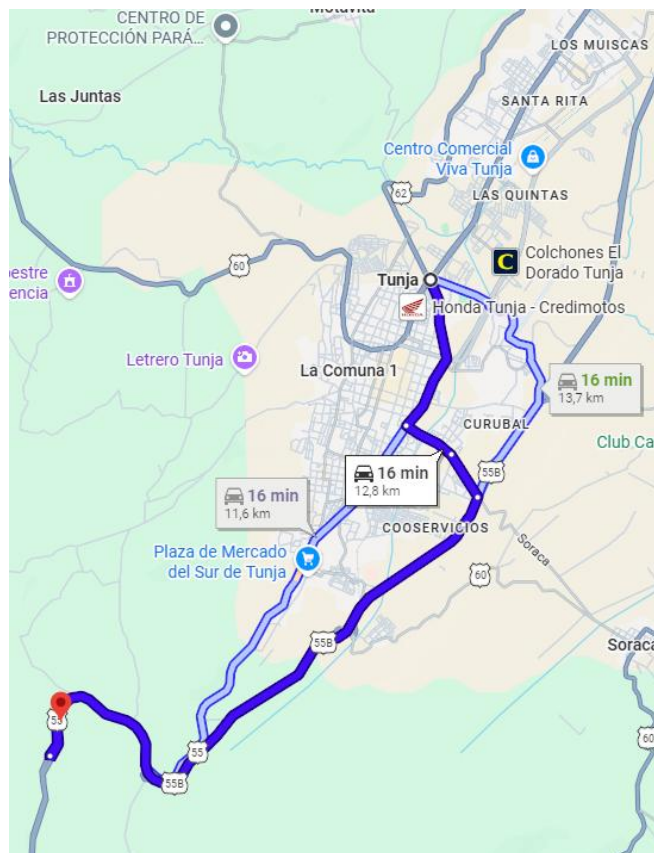 Motavita
CENTRO DE
PROTECCIÓN PARÁ...
LOS MUISCAS
Las Juntas
SANTA RITA
Centro Comercial
Viva Tunja
62
LAS QUINTAS
60
C
Colchones El
Dorado Tunja
Tunja
HONDA
Honda Tunja - Credimotos
estre
encia
Letrero Tunja
La Comuna 1
16 min
13,7 km
CURUBAL
Club Ca
16 min
12,8 km
55B
16 min
11,6 km
COOSERVICIOS
Plaza de Mercado
del Sur de Tunja
Soraca
60
55B
Soraca
55
60
55
55B